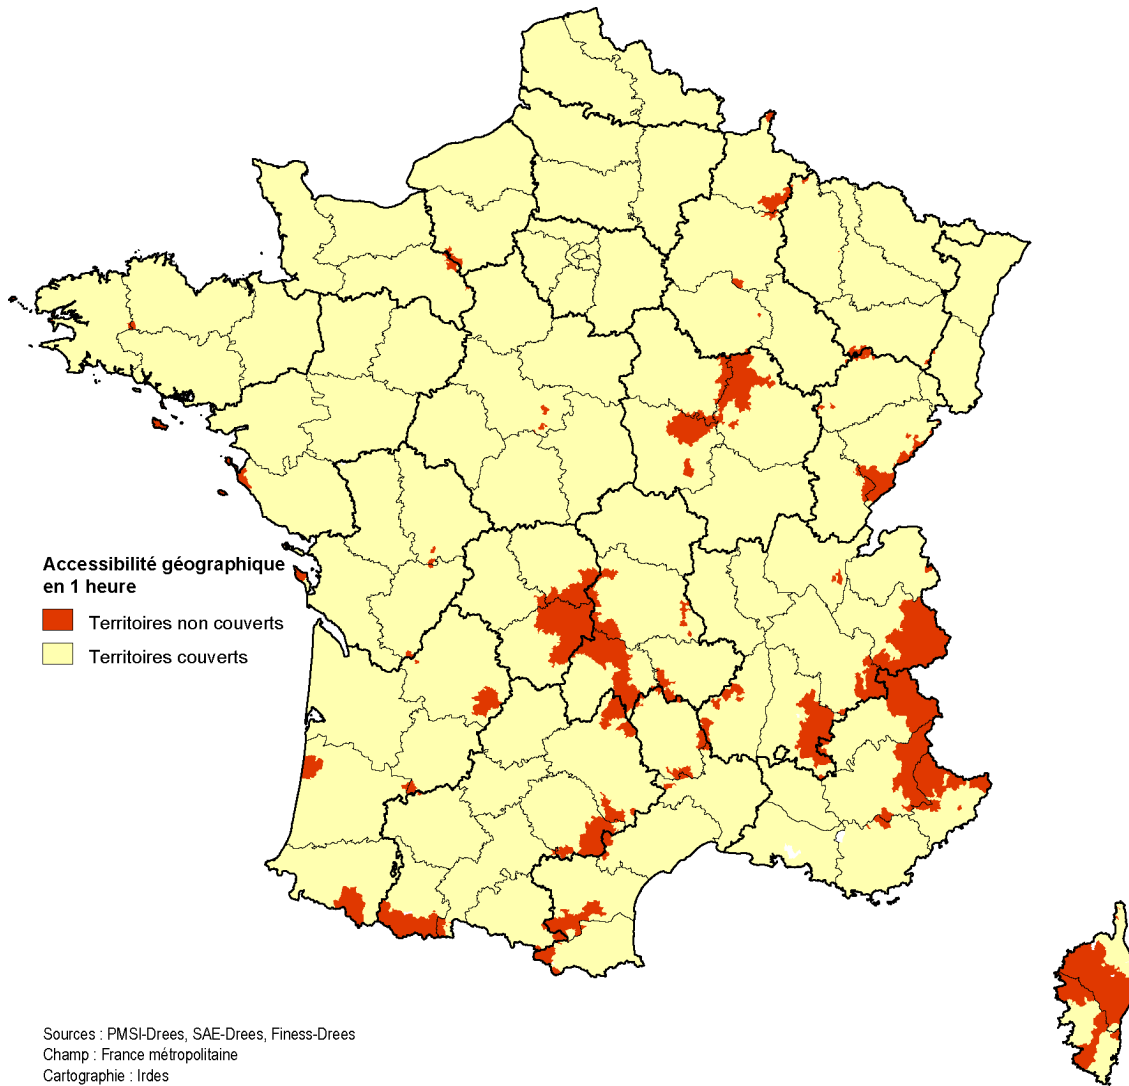 Accessibilité géographique
en 1 heure
Territoires non couverts
Territoires couverts
Sources : PMSI-Drees, SAE-Drees, Finess-Drees
Champ : France métropolitaine
Cartographie : Irdes